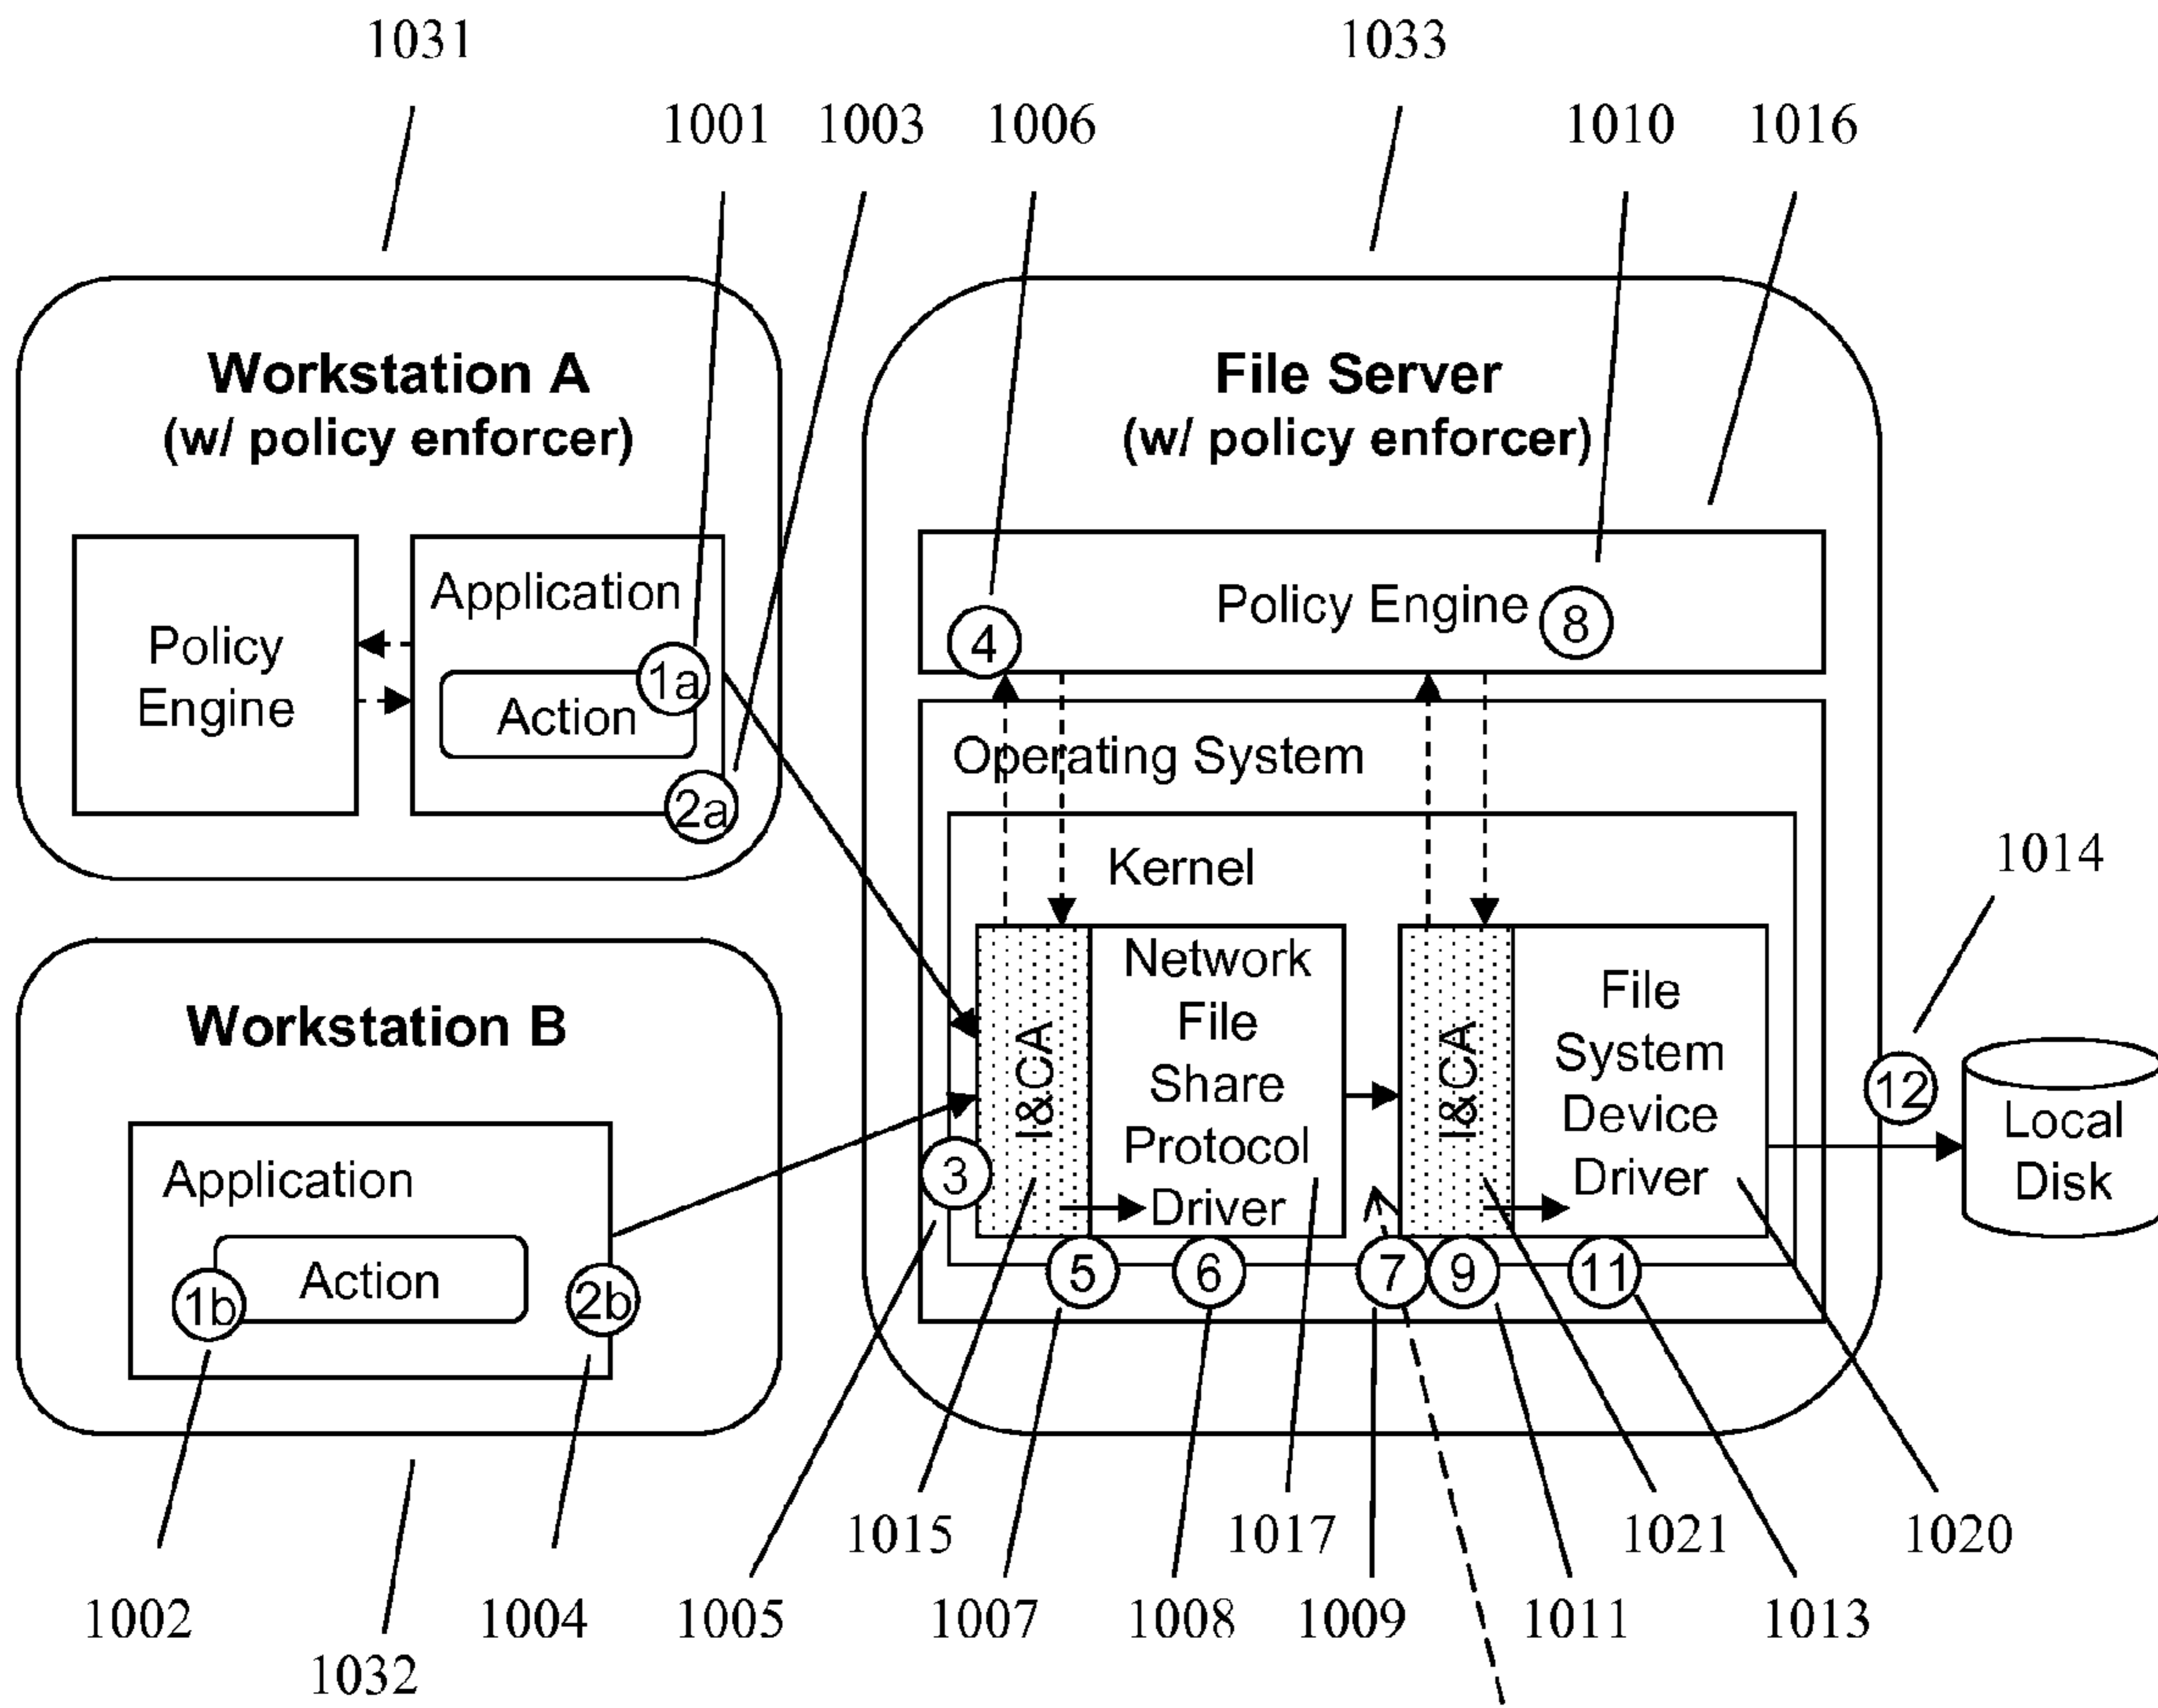 1031
1033
1001
1003
1006
1010
1016
Workstation A
(w/ policy enforcer)
Policy
Engine
Application
1a
Action
2a
File Server
(w/ policy enforcer)
4
Policy Engine
8
Operating System
Kernel
I&CA
Network
File
Share
Protocol
Driver
I&CA
File
System
Device
Driver
1014
12
Local
Disk
Workstation B
Application
Action
1b
2b
3
5
6
7
9
11
1015
1017
1021
1020
1002
1004
1005
1007
1008
1009
1011
1013
1032